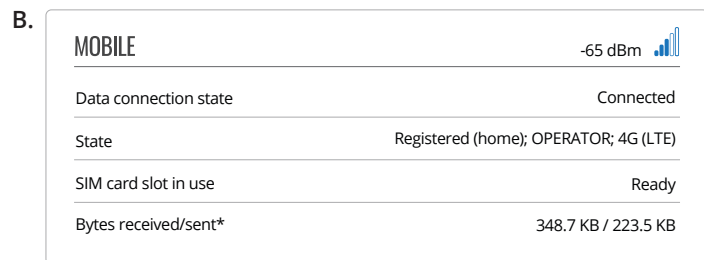 B.
MOBILE -65 dBm
Data connection state Connected
State Registered (home); OPERATOR; 4G (LTE)
SIM card slot in use Ready
Bytes received/sent* 348.7 KB / 223.5 KB